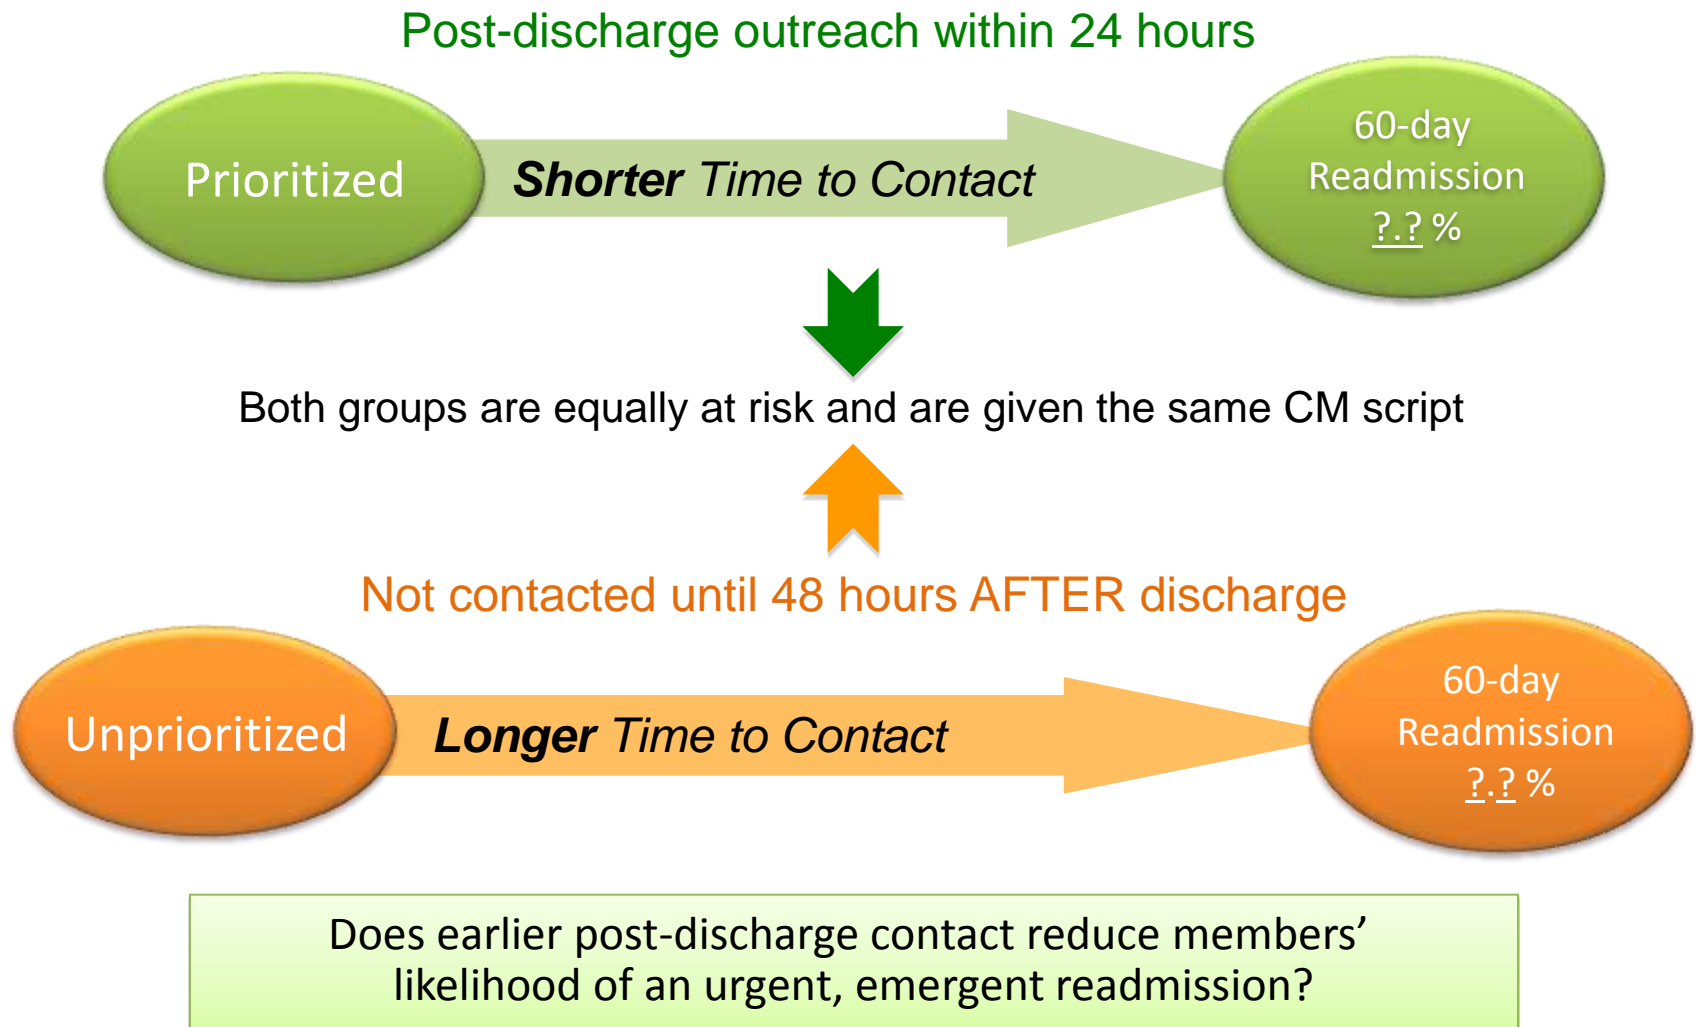 Post-discharge outreach within 24 hours
Prioritized
Shorter Time to Contact
60-day
Readmission
?.? %
Both groups are equally at risk and are given the same CM script
Not contacted until 48 hours AFTER discharge
Unprioritized
Longer Time to Contact
60-day
Readmission
?.? %
Does earlier post-discharge contact reduce members’
likelihood of an urgent, emergent readmission?